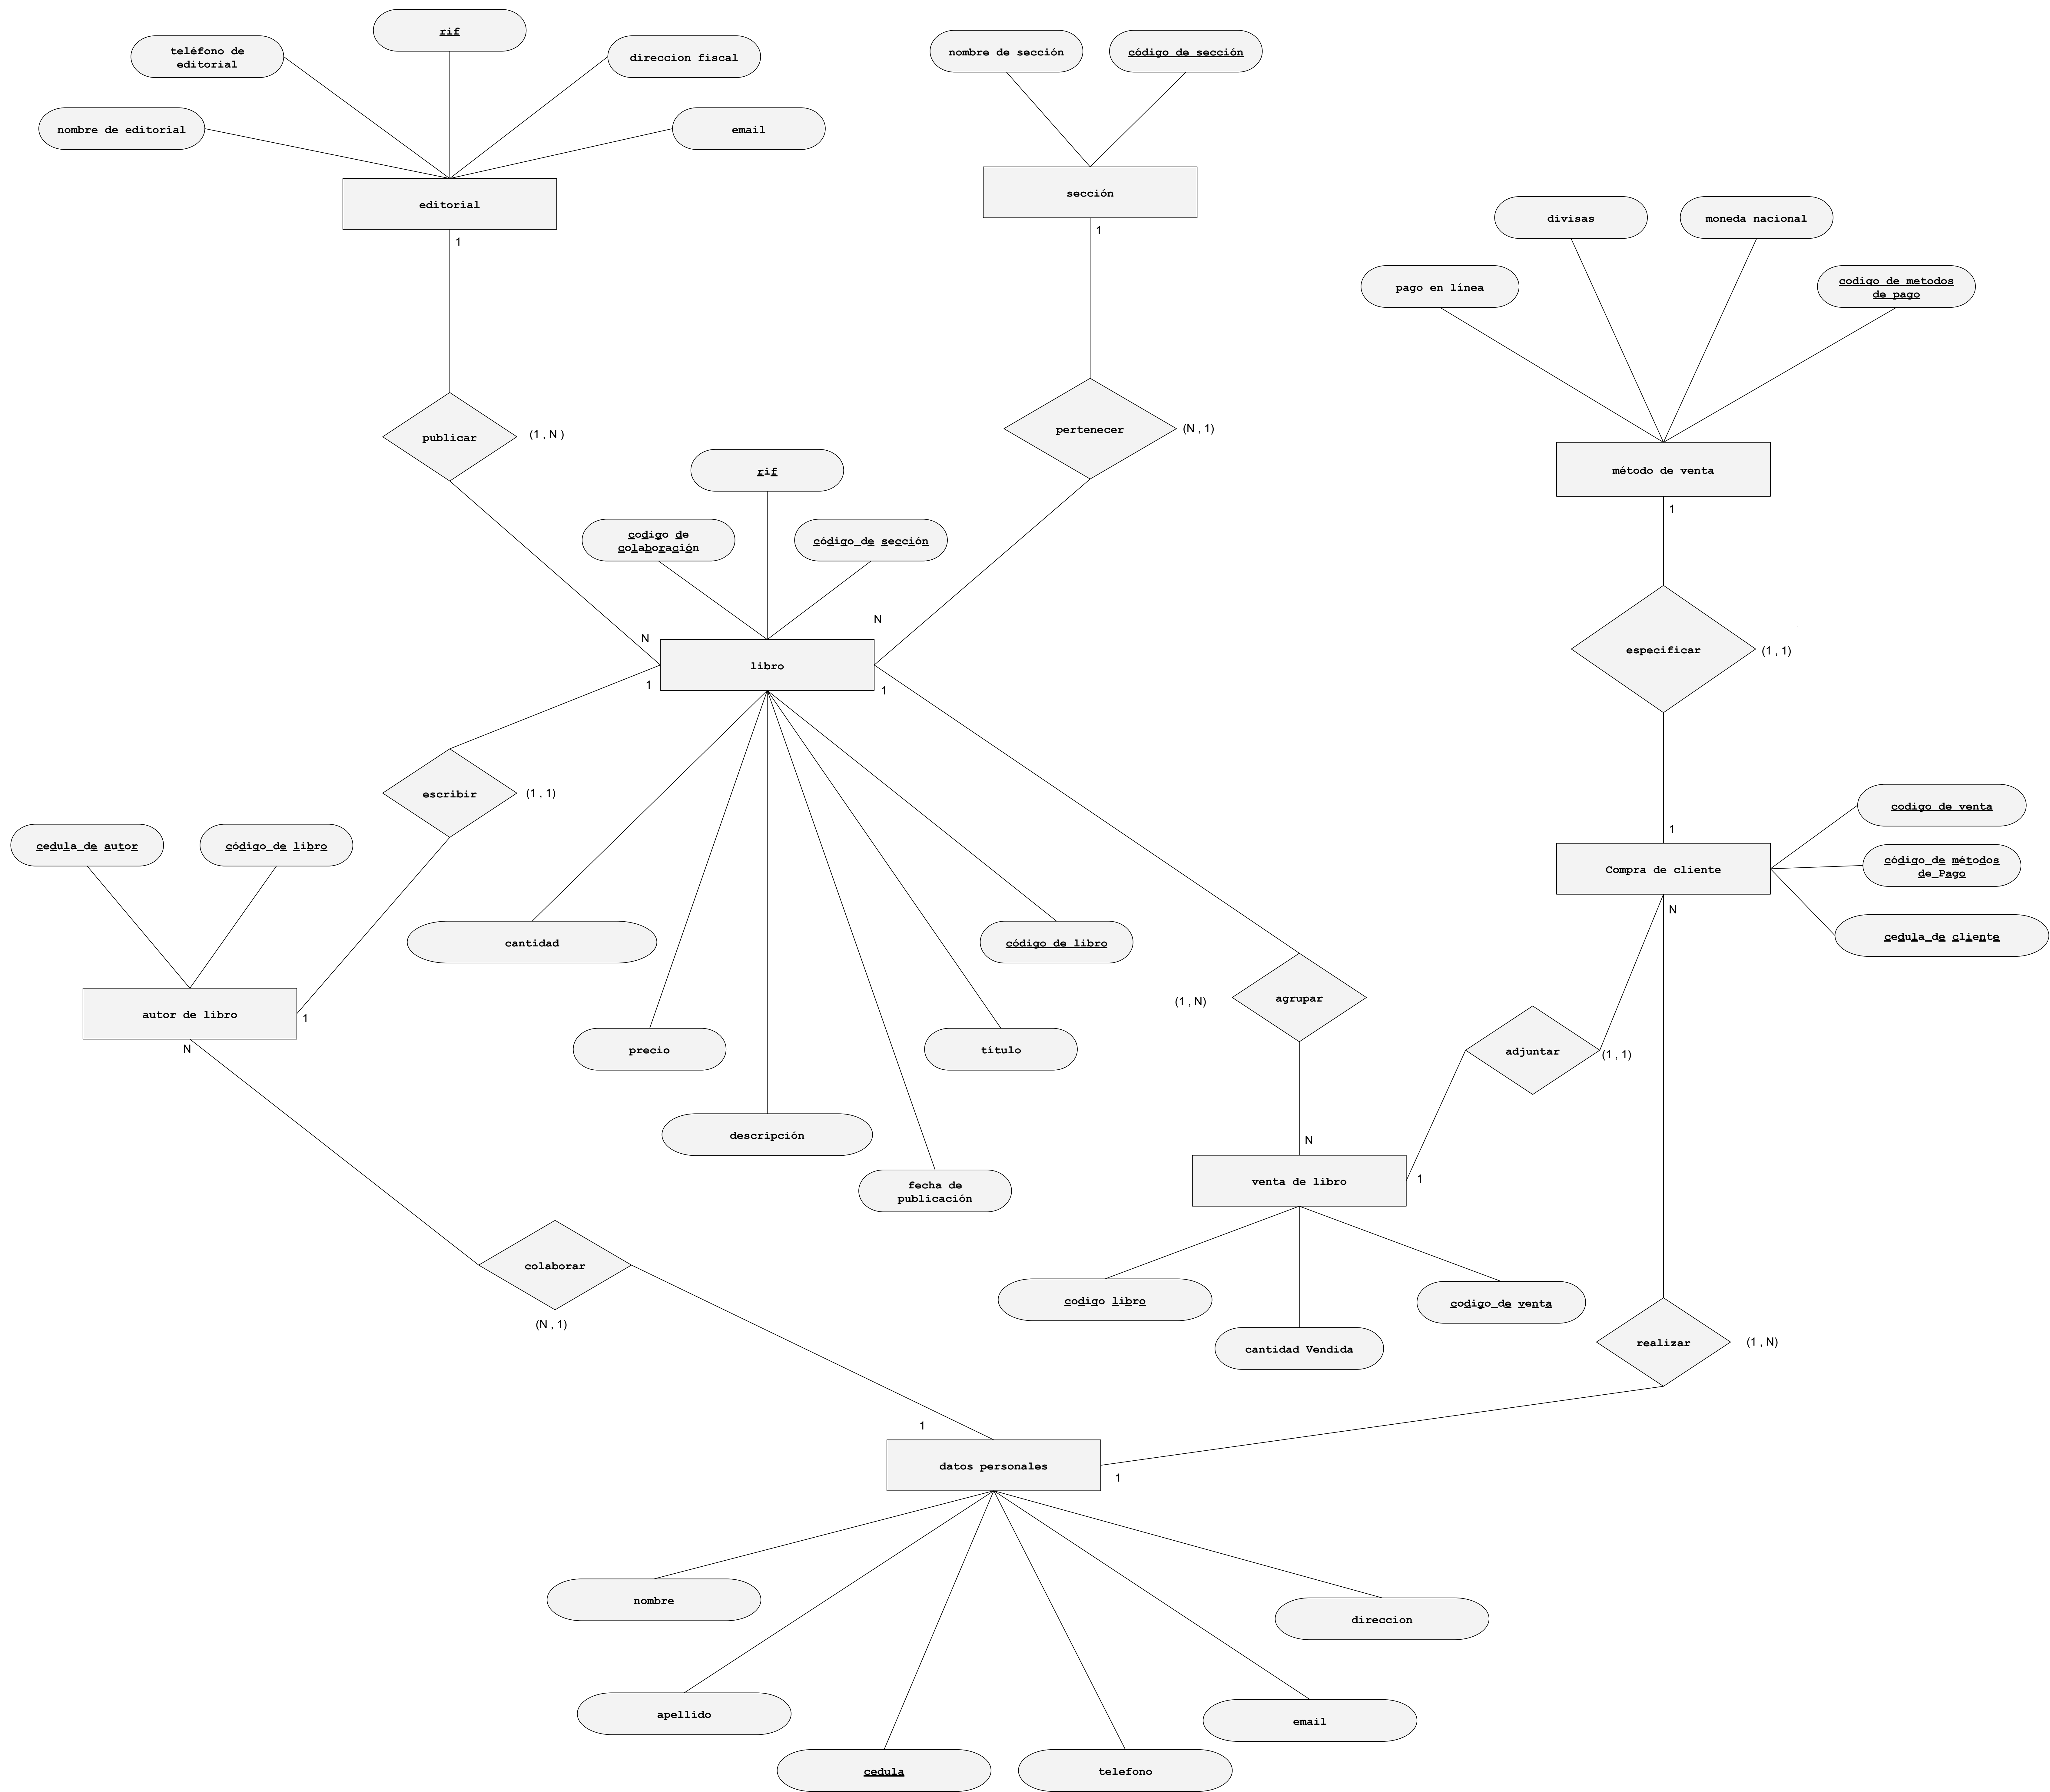 rif
teléfono de
editorial
direccion fiscal
nombre de editorial
email
editorial
1
nombre de sección
código de sección
sección
1
divisas
moneda nacional
pago en línea
codigo de metodos
de pago
método de venta
1
publicar
(1 , N )
pertenecer
(N , 1)
rif
codigo de
colaboración
código de sección
N
N
libro
1
1
especificar
(1 , 1)
escribir
(1 , 1)
cedula de autor
código de libro
autor de libro
1
N
cantidad
código de libro
precio
título
descripción
fecha de
publicación
1
Compra de cliente
N
codigo de venta
código de métodos
de Pago
cedula de cliente
(1 , N)
agrupar
adjuntar
(1 , 1)
N
venta de libro
1
codigo libro
codigo de venta
cantidad Vendida
colaborar
(N , 1)
realizar
(1 , N)
1
datos personales
1
nombre
direccion
apellido
email
cedula
telefono